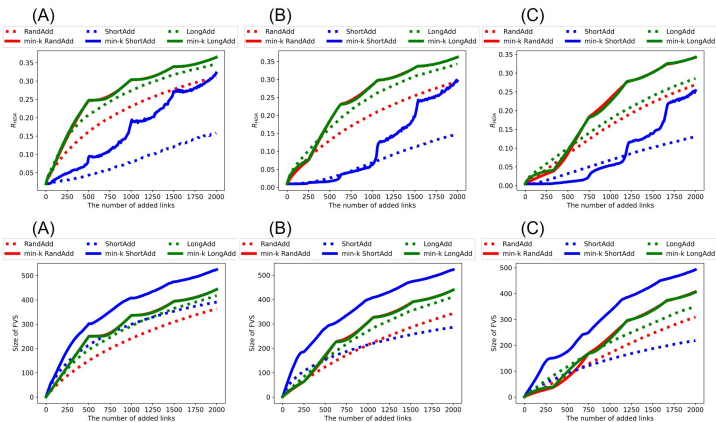 (A) (B) (C)
RandAdd ShortAdd LongAdd
min-k RandAdd min-k ShortAdd min-k LongAdd
RandAdd ShortAdd LongAdd
min-k RandAdd min-k ShortAdd min-k LongAdd
RandAdd ShortAdd LongAdd
min-k RandAdd min-k ShortAdd min-k LongAdd
R_HDA
0.35
0.30
0.25
0.20
0.15
0.10
0.05
0 250 500 750 1000 1250 1500 1750 2000
The number of added links
R_HDA
0.35
0.30
0.25
0.20
0.15
0.10
0.05
0.00
0 250 500 750 1000 1250 1500 1750 2000
The number of added links
R_HDA
0.35
0.30
0.25
0.20
0.15
0.10
0.05
0.00
0 250 500 750 1000 1250 1500 1750 2000
The number of added links
(A) (B) (C)
RandAdd ShortAdd LongAdd
min-k RandAdd min-k ShortAdd min-k LongAdd
RandAdd ShortAdd LongAdd
min-k RandAdd min-k ShortAdd min-k LongAdd
RandAdd ShortAdd LongAdd
min-k RandAdd min-k ShortAdd min-k LongAdd
Size of FVS
500
400
300
200
100
0
0 250 500 750 1000 1250 1500 1750 2000
The number of added links
Size of FVS
500
400
300
200
100
0
0 250 500 750 1000 1250 1500 1750 2000
The number of added links
Size of FVS
500
400
300
200
100
0
0 250 500 750 1000 1250 1500 1750 2000
The number of added links